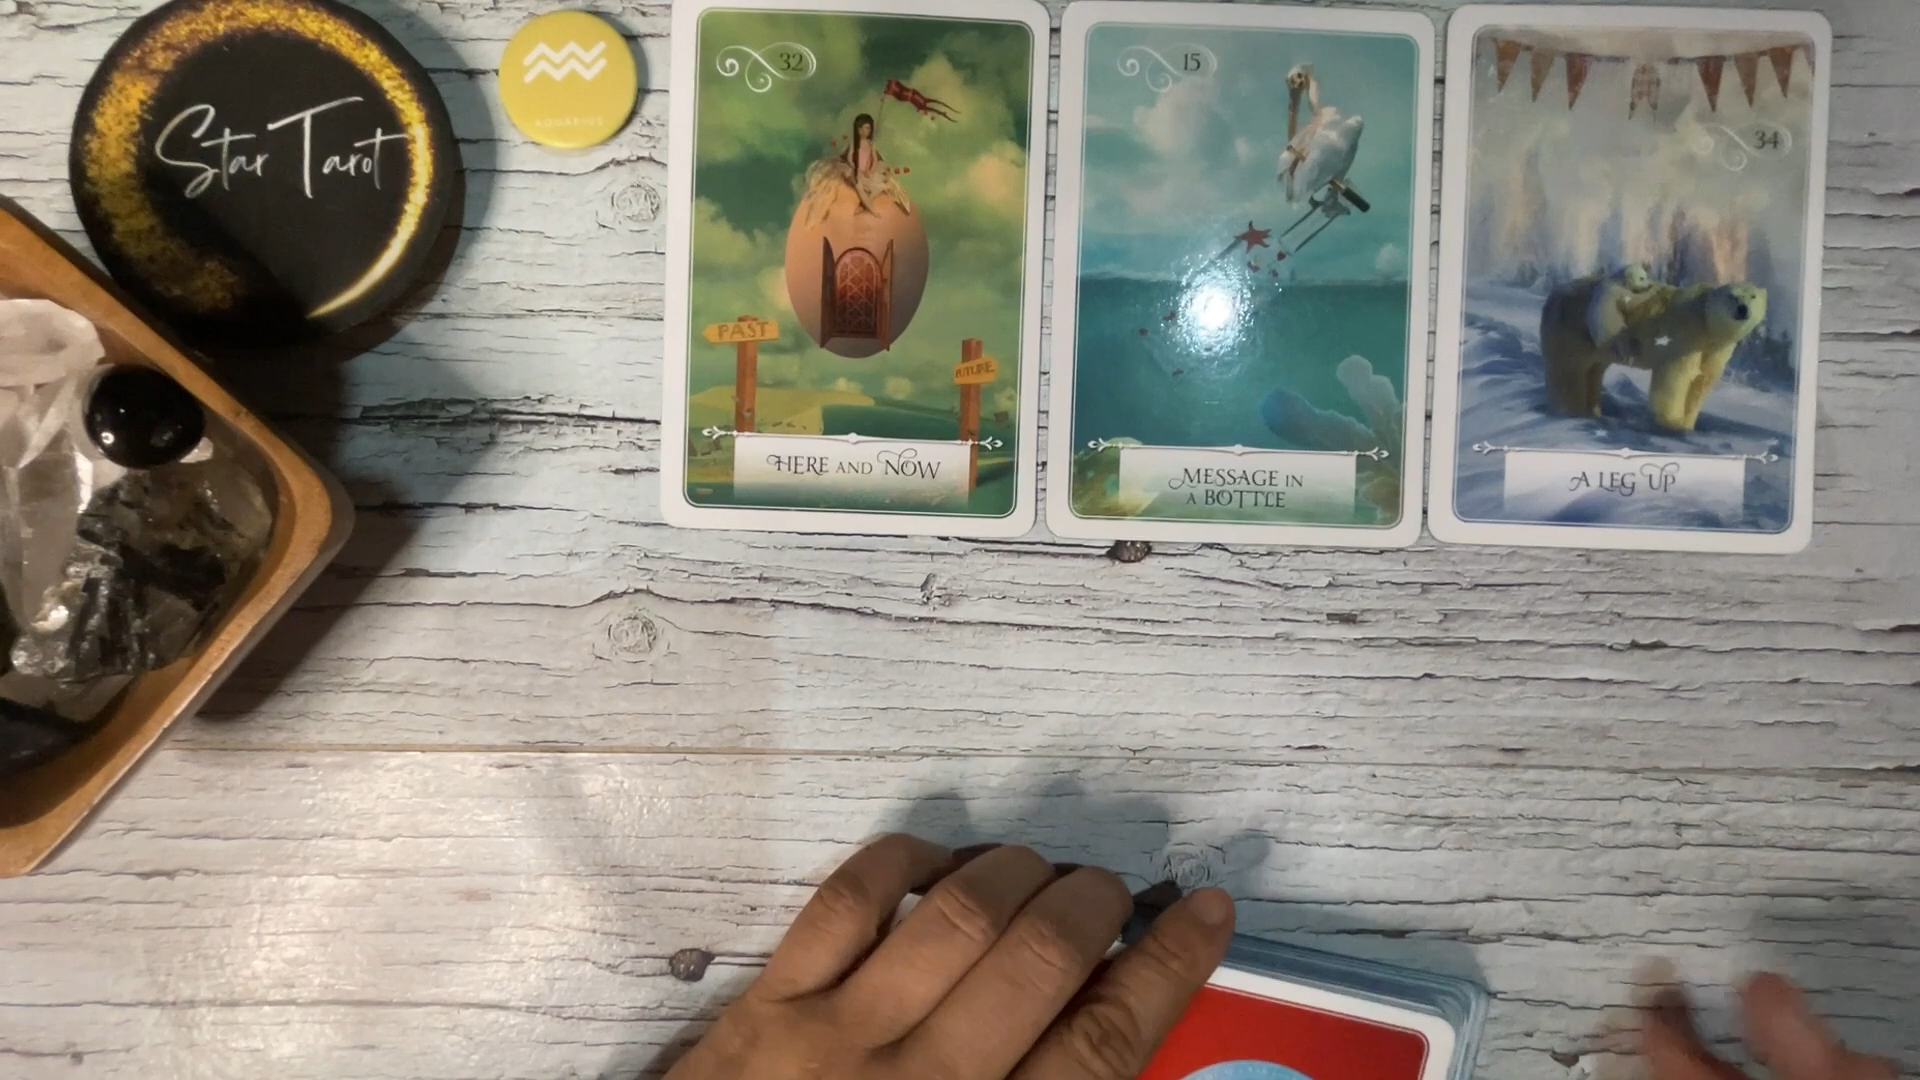 Star Tarot
AQUARIUS
32
PAST
FUTURE
HERE AND NOW
15
MESSAGE IN
A BOTTLE
34
A LEG UP